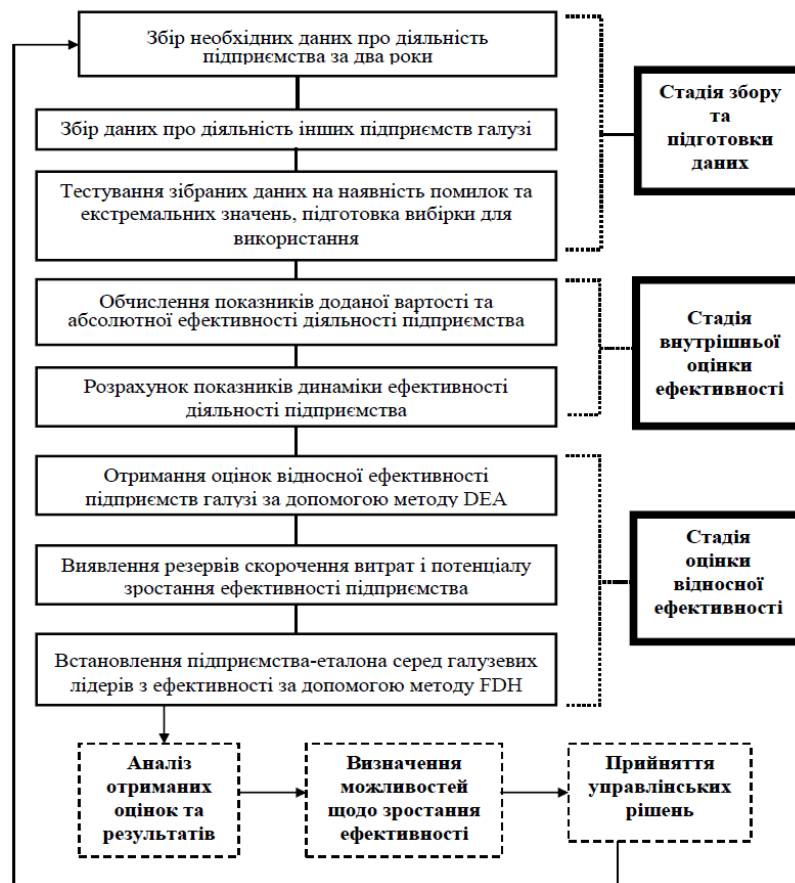 Збір необхідних даних про діяльність
підприємства за два роки
Збір даних про діяльність інших підприємств галузі
Тестування зібраних даних на наявність помилок та
екстремальних значень, підготовка вибірки для
використання
Стадія збору
та
підготовки
даних
Обчислення показників доданої вартості та
абсолютної ефективності діяльності підприємства
Розрахунок показників динаміки ефективності
діяльності підприємства
Стадія
внутрішньої
оцінки
ефективності
Отримання оцінок відносної ефективності
підприємств галузі за допомогою методу DEA
Виявлення резервів скорочення витрат і потенціалу
зростання ефективності підприємства
Встановлення підприємства-еталона серед галузевих
лідерів з ефективності за допомогою методу FDH
Стадія
оцінки
відносної
ефективності
Аналіз
отриманих
оцінок та
результатів
Визначення
можливостей
щодо зростання
ефективності
Прийняття
управлінських
рішень